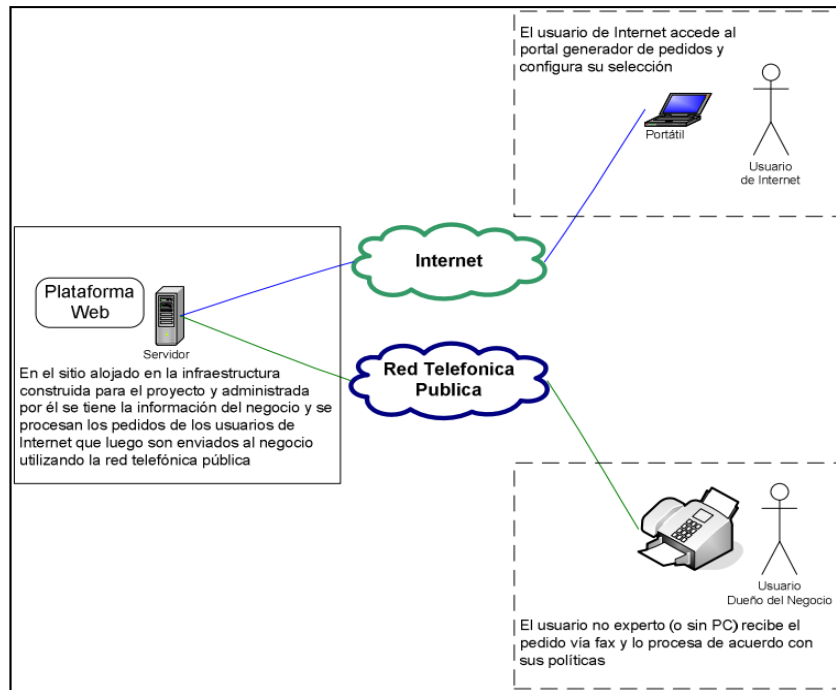 El usuario de Internet accede al
portal generador de pedidos y
configura su selección
Portátil
Usuario
de Internet
Internet
Plataforma
Web
Servidor
En el sitio alojado en la infraestructura
construida para el proyecto y administrada
por él se tiene la información del negocio y se
procesan los pedidos de los usuarios de
Internet que luego son enviados al negocio
utilizando la red telefónica pública
Red Telefonica
Publica
Usuario
Dueño del Negocio
El usuario no experto (o sin PC) recibe el
pedido vía fax y lo procesa de acuerdo con
sus políticas